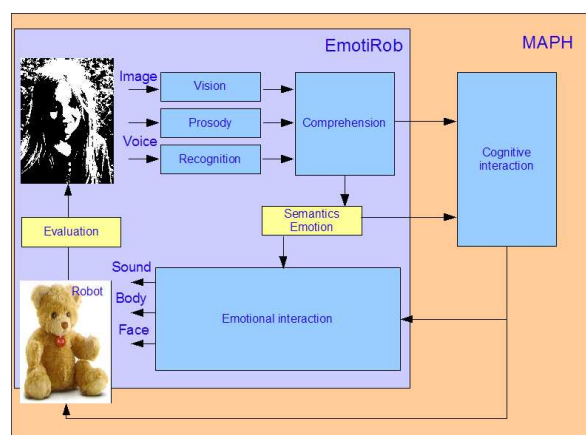 EmotiRob
MAPH
Image
Vision
Prosody
Comprehension
Voice
Recognition
Cognitive
interaction
Semantics
Emotion
Evaluation
Sound
Robot
Body
Emotional interaction
Face